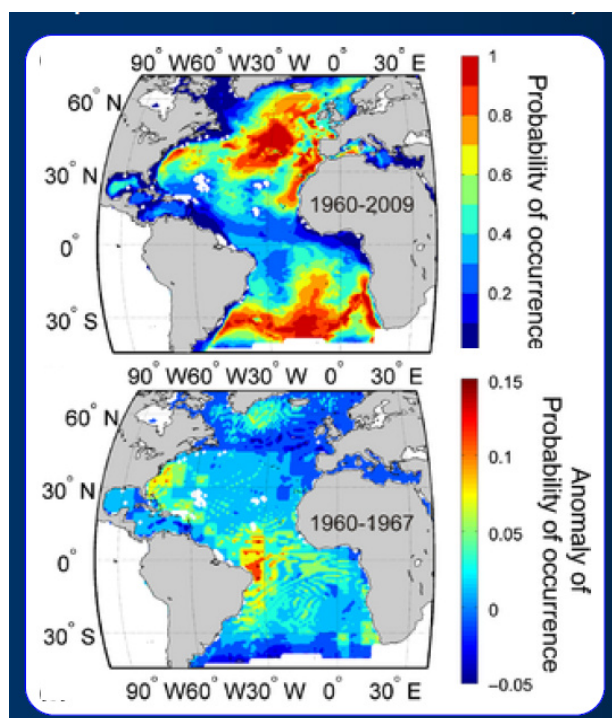 90° W60° W30° W 0° 30° E
60° N
30° N
0°
30° S
1960-2009
1
0.8
0.6
0.4
0.2
Probability of occurrence
90° W60° W30° W 0° 30° E
60° N
30° N
0°
30° S
1960-1967
90° W60° W30° W 0° 30° E
0.15
0.1
0.05
0
−0.05
Anomaly of
Probability of occurrence